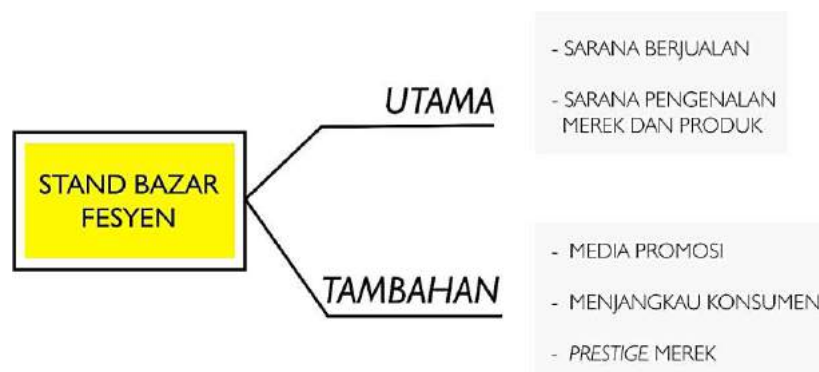 UTAMA
- SARANA BERJUALAN
- SARANA PENGENALAN
MEREK DAN PRODUK
STAND BAZAR
FESYEN
TAMBAHAN
- MEDIA PROMOSI
- MENJANGKAU KONSUMEN
- PRESTIGE MEREK